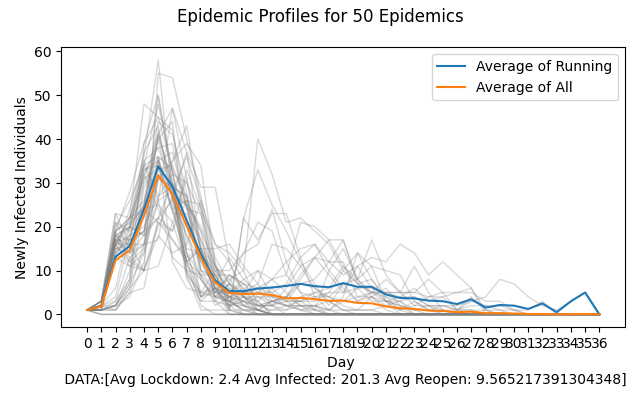 Epidemic Profiles for 50 Epidemics
60
50
40
30
20
10
0
Newly Infected Individuals
Average of Running
Average of All
0 1 2 3 4 5 6 7 8 9 10 11 12 13 14 15 16 17 18 19 20 21 22 23 24 25 26 27 28 29 30 31 32 33 34 35 36
Day
DATA:[Avg Lockdown: 2.4 Avg Infected: 201.3 Avg Reopen: 9.565217391304348]